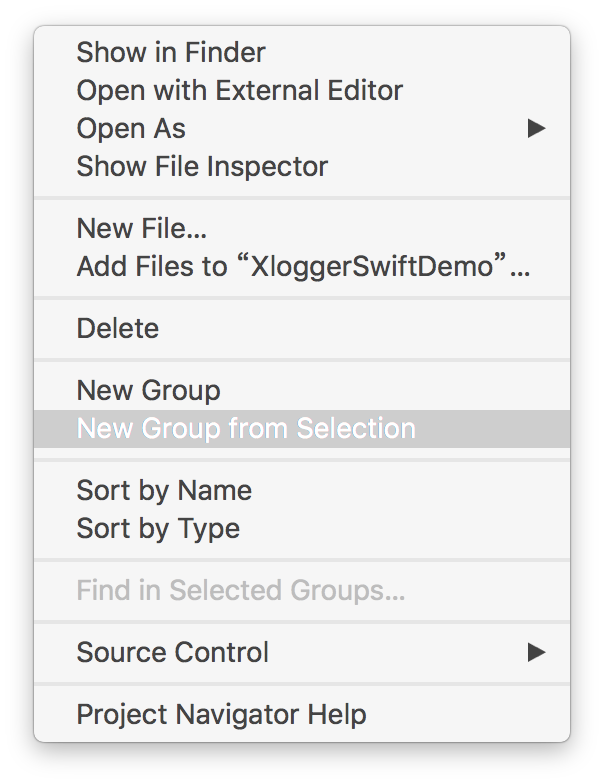 Show in Finder
Open with External Editor
Open As
Show File Inspector
New File...
Add Files to “XloggerSwiftDemo”...
Delete
New Group
New Group from Selection
Sort by Name
Sort by Type
Find in Selected Groups...
Source Control
Project Navigator Help